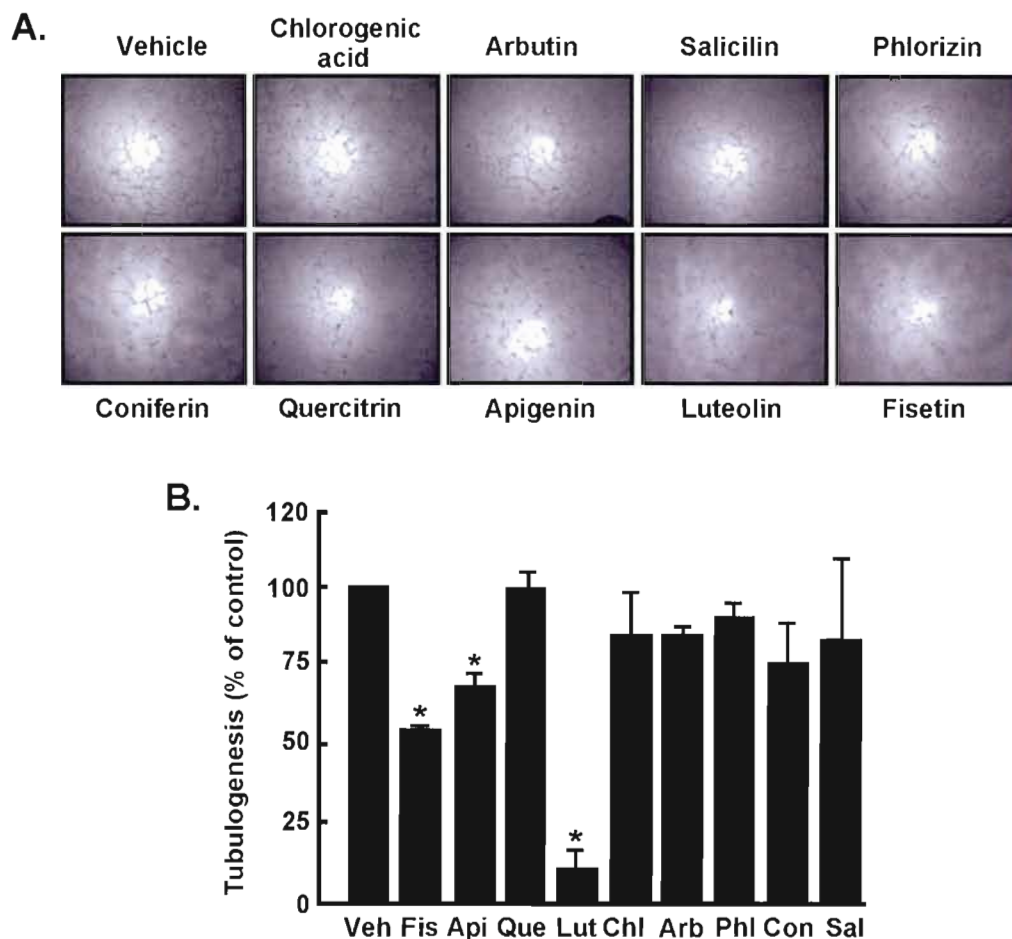 A.
Vehicle
Chlorogenic
acid
Arbutin
Salicilin
Phlorizin
Coniferin
Quercitrin
Apigenin
Luteolin
Fisetin
B.
Tubulogenesis (% of control)
120
100
75
50
25
0
*
*
*
Veh Fis Api Que Lut Chl Arb Phl Con Sal